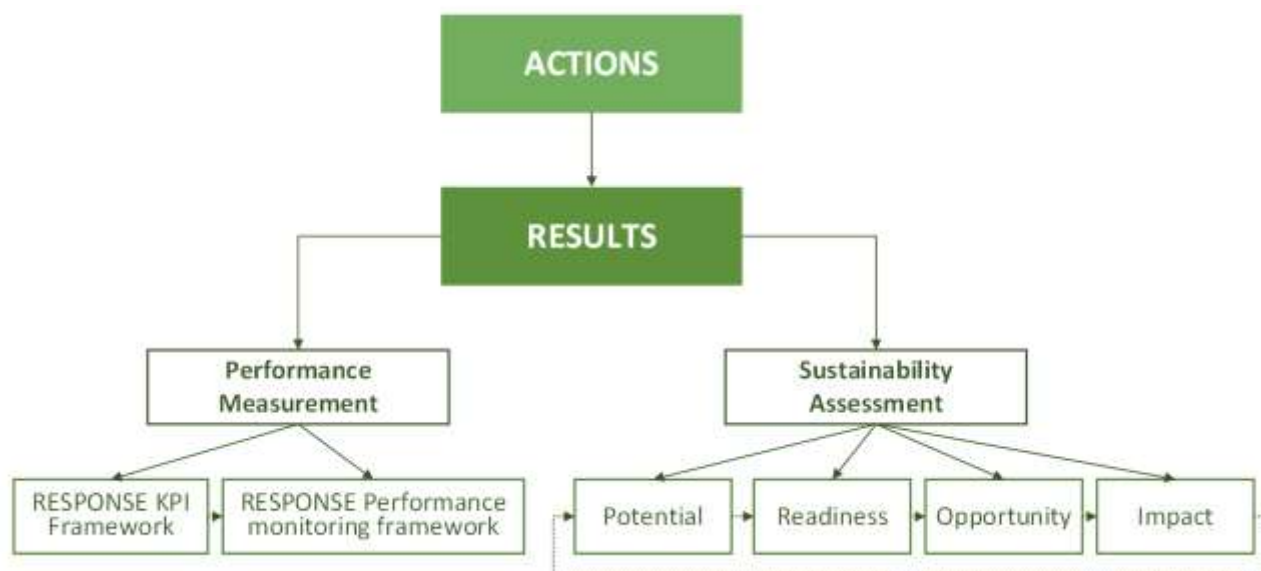 ACTIONS
RESULTS
Performance
Measurement
Sustainability
Assessment
RESPONSE KPI
Framework
RESPONSE Performance
monitoring framework
Potential
Readiness
Opportunity
Impact